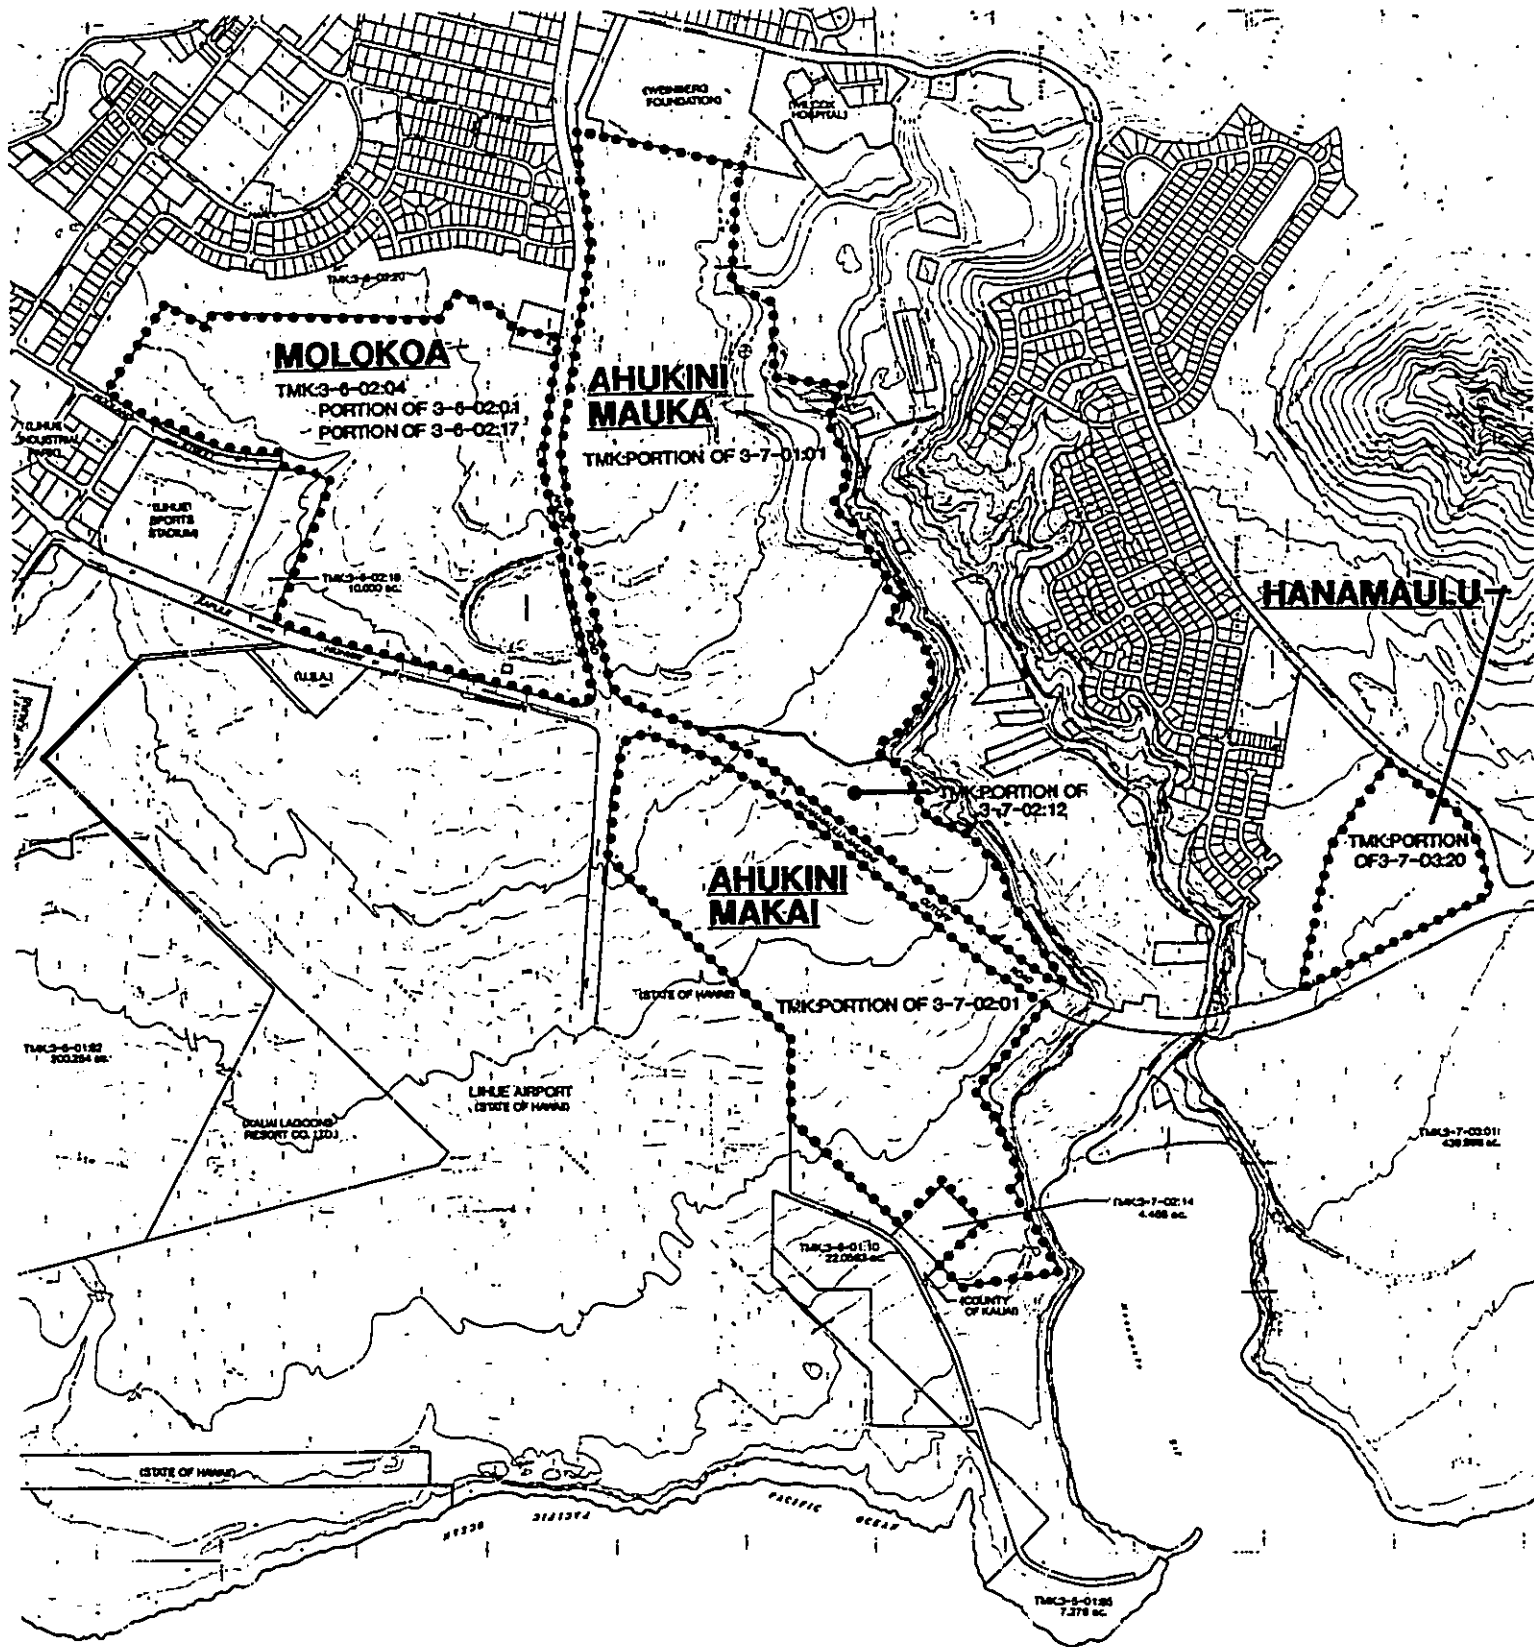 (WEINBERG
FOUNDATION)
(WILCOX
HOSPITAL)
MOLOKOA
TMK:3-6-02:04
PORTION OF 3-6-02:01
PORTION OF 3-6-02:17
AHUKINI
MAUKA
TMK:PORTION OF 3-7-01:01
(LIHUE
INDUSTRIAL
PARK)
(LIHUE
SPORTS
STADIUM)
10.000 ac.
HANAMAULU
(U.S.A.)
TMK:PORTION OF
3-7-02:12
TMK:PORTION
OF3-7-03:20
AHUKINI
MAKAI
CUTOFF
ROAD
(STATE OF HAWAII)
TMK:PORTION OF 3-7-02:01
LIHUE AIRPORT
(STATE OF HAWAII)
(KAUAI LAGOONS
RESORT CO. LTD.)
TMK:3-7-02:14
(COUNTY
OF KAUAI)
(STATE OF HAWAII)
PACIFIC
OCEAN
PACIFIC
OCEAN